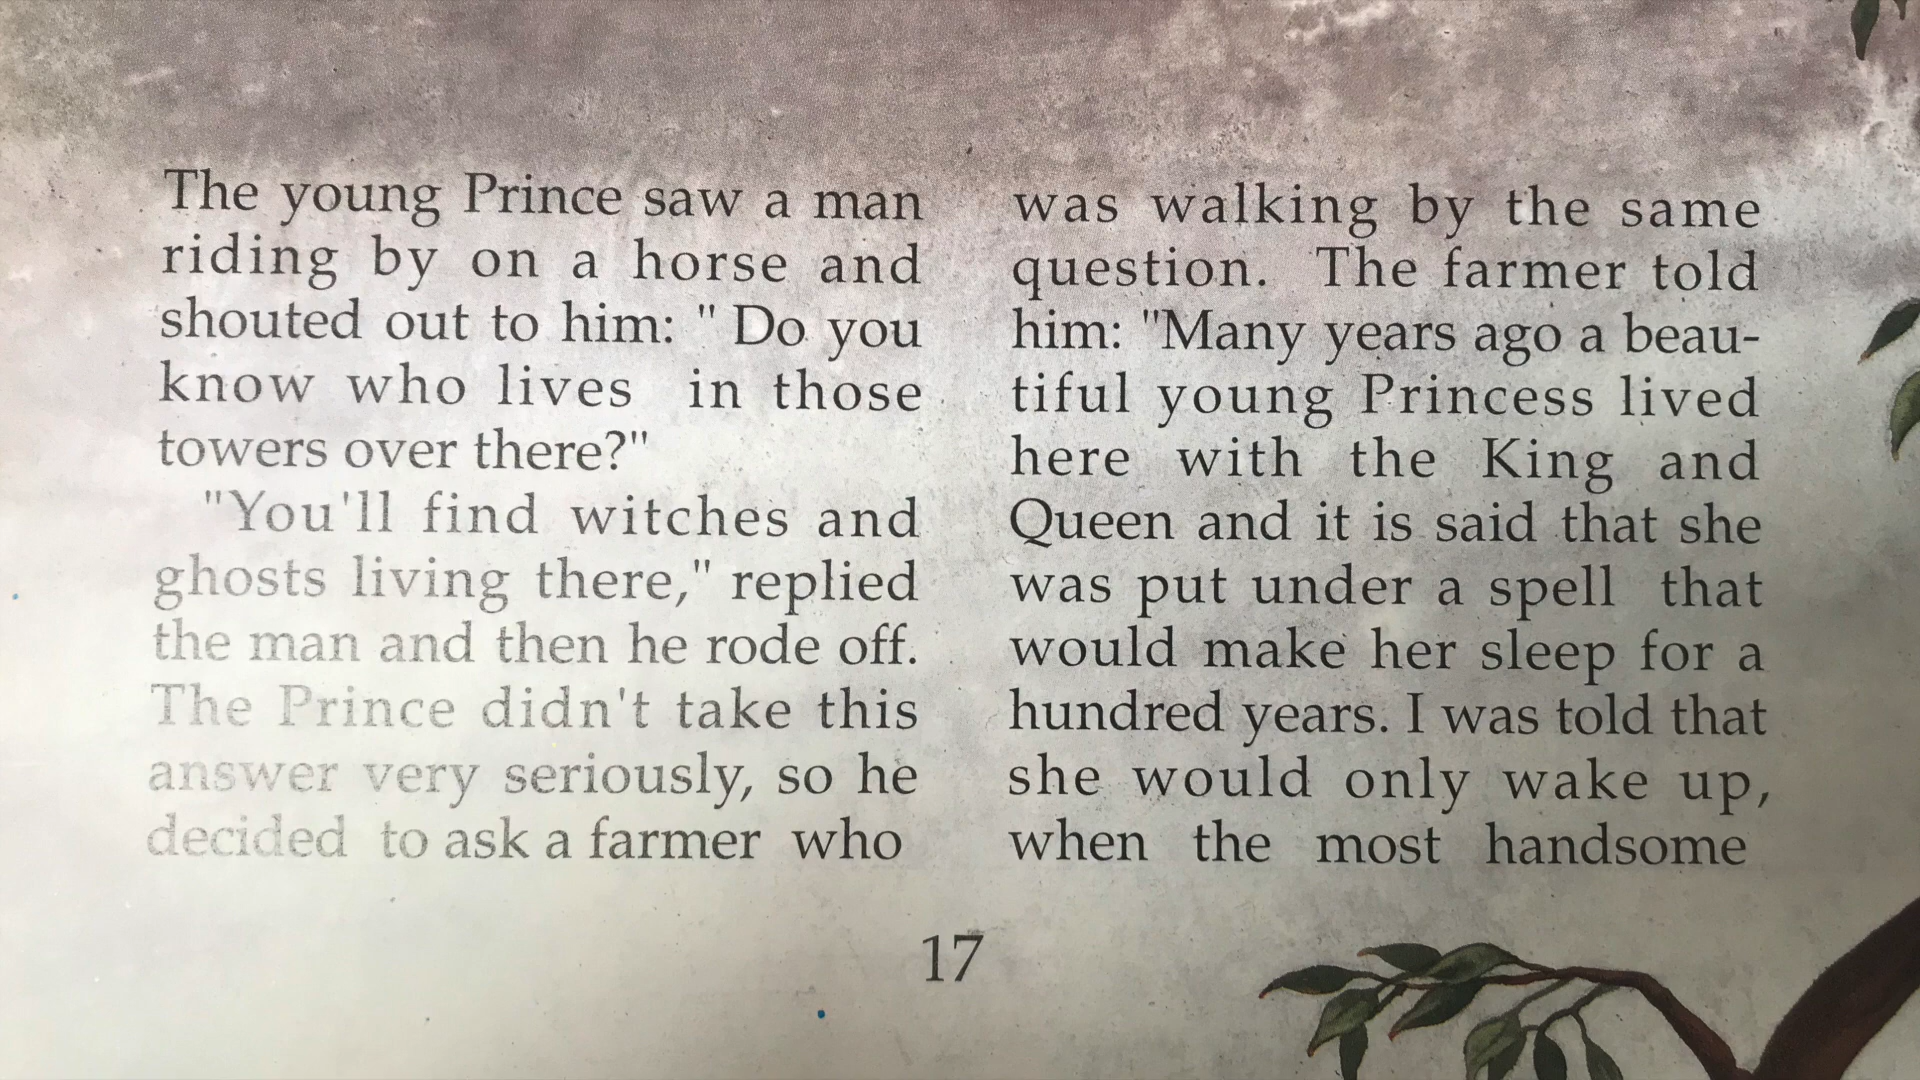 The young Prince saw a man
riding by on a horse and
shouted out to him: " Do you
know who lives in those
towers over there?"
"You'll find witches and
ghosts living there," replied
the man and then he rode off.
The Prince didn't take this
answer very seriously, so he
decided to ask a farmer who
was walking by the same
question. The farmer told
him: "Many years ago a beau-
tiful young Princess lived
here with the King and
Queen and it is said that she
was put under a spell that
would make her sleep for a
hundred years. I was told that
she would only wake up,
when the most handsome
17